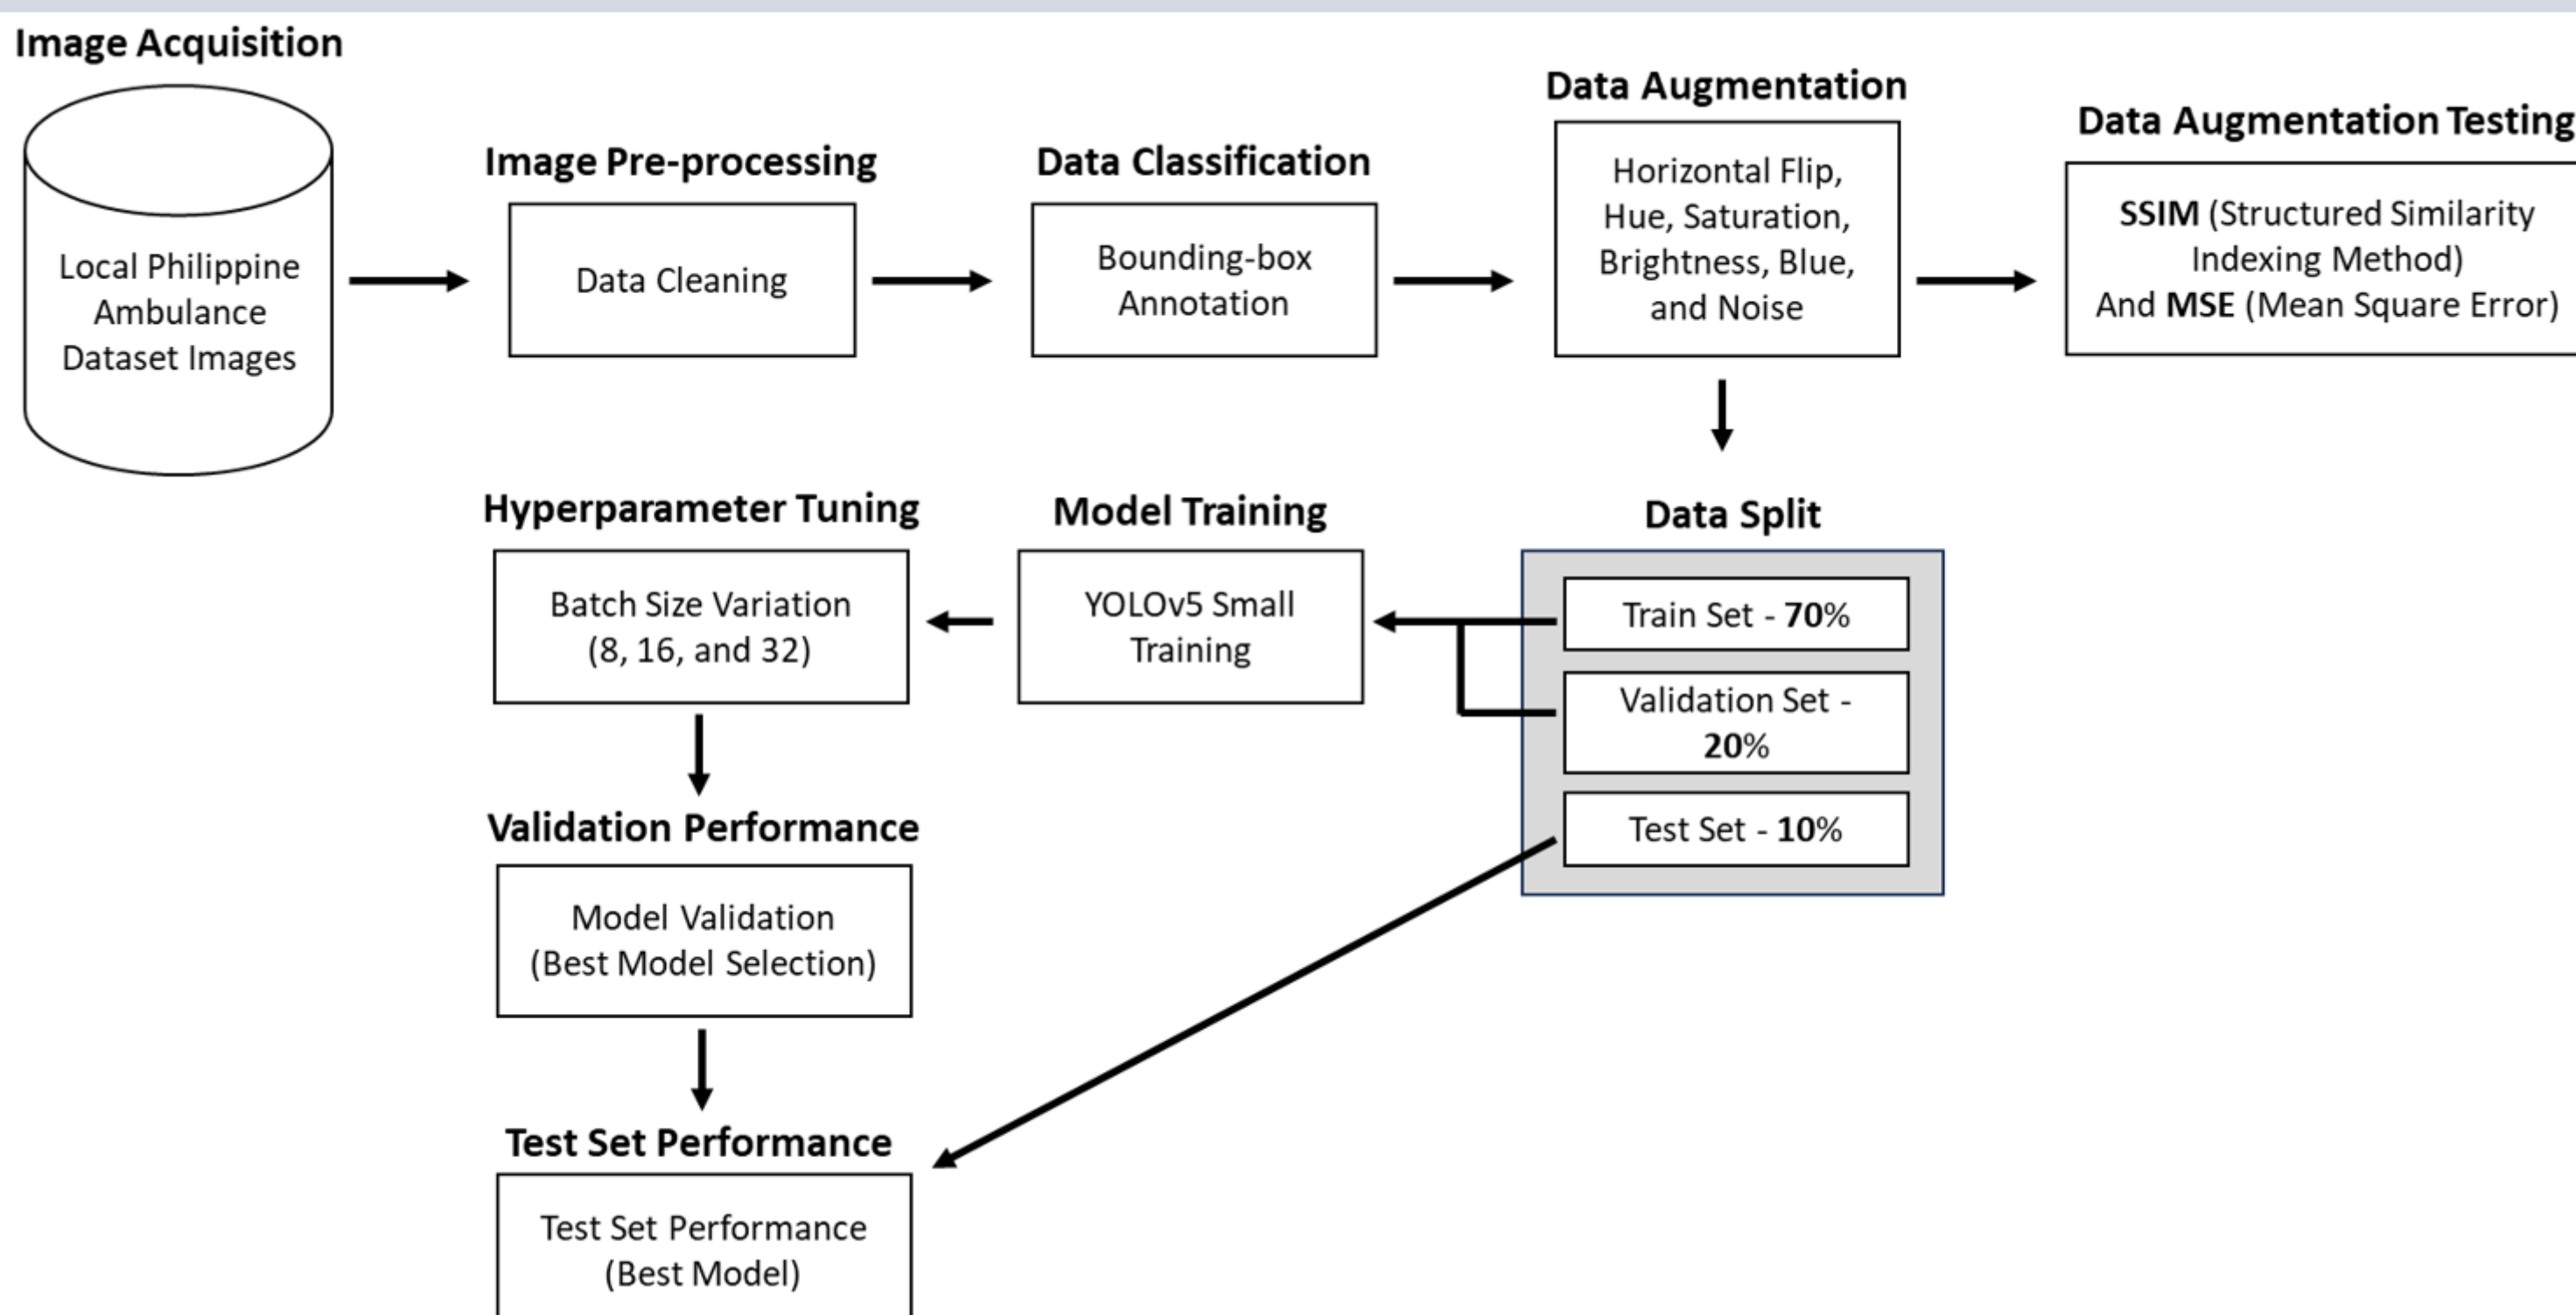 Image Acquisition
Local Philippine
Ambulance
Dataset Images
Image Pre-processing
Data Cleaning
Data Classification
Bounding-box
Annotation
Data Augmentation
Horizontal Flip,
Hue, Saturation,
Brightness, Blue,
and Noise
Data Augmentation Testing
SSIM (Structured Similarity
Indexing Method)
And MSE (Mean Square Error)
Data Split
Train Set - 70%
Validation Set -
20%
Test Set - 10%
Model Training
YOLOv5 Small
Training
Hyperparameter Tuning
Batch Size Variation
(8, 16, and 32)
Validation Performance
Model Validation
(Best Model Selection)
Test Set Performance
Test Set Performance
(Best Model)